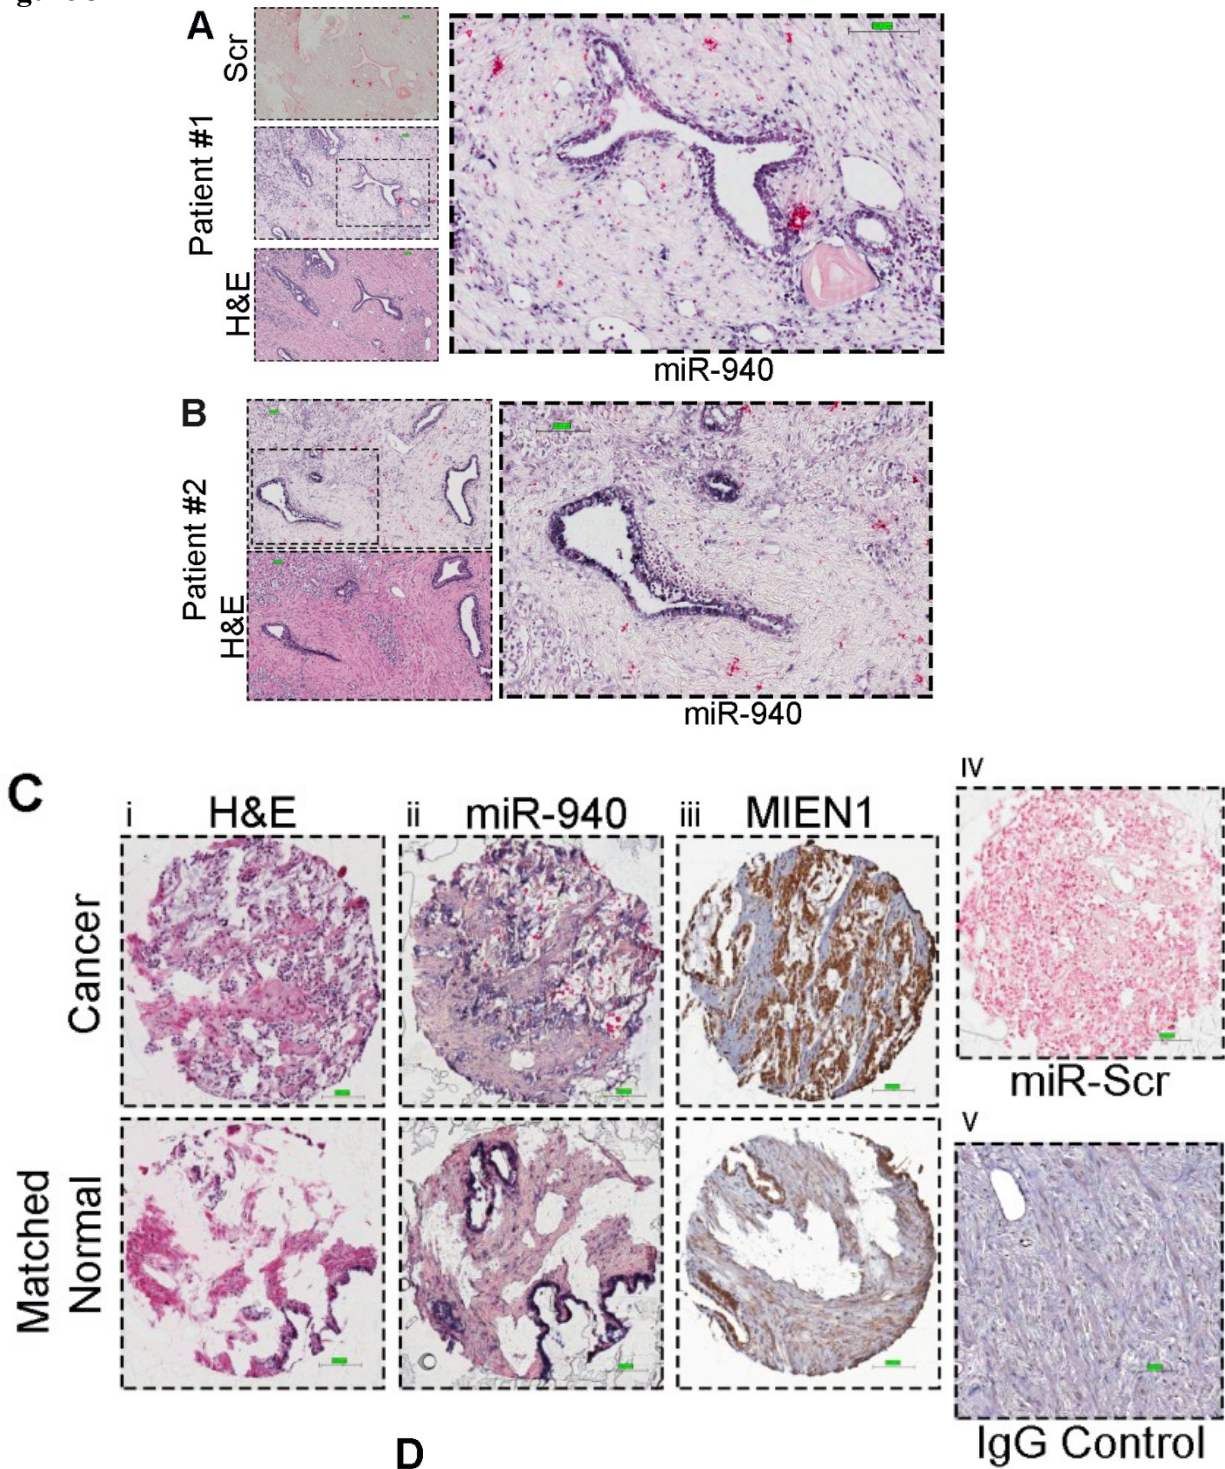 A
Scr
Patient #1
H&E
miR-940
B
Patient #2
H&E
miR-940
C
i
H&E
ii
miR-940
iii
MIEN1
IV
Cancer
miR-Scr
V
Matched
Normal
IgG Control
D